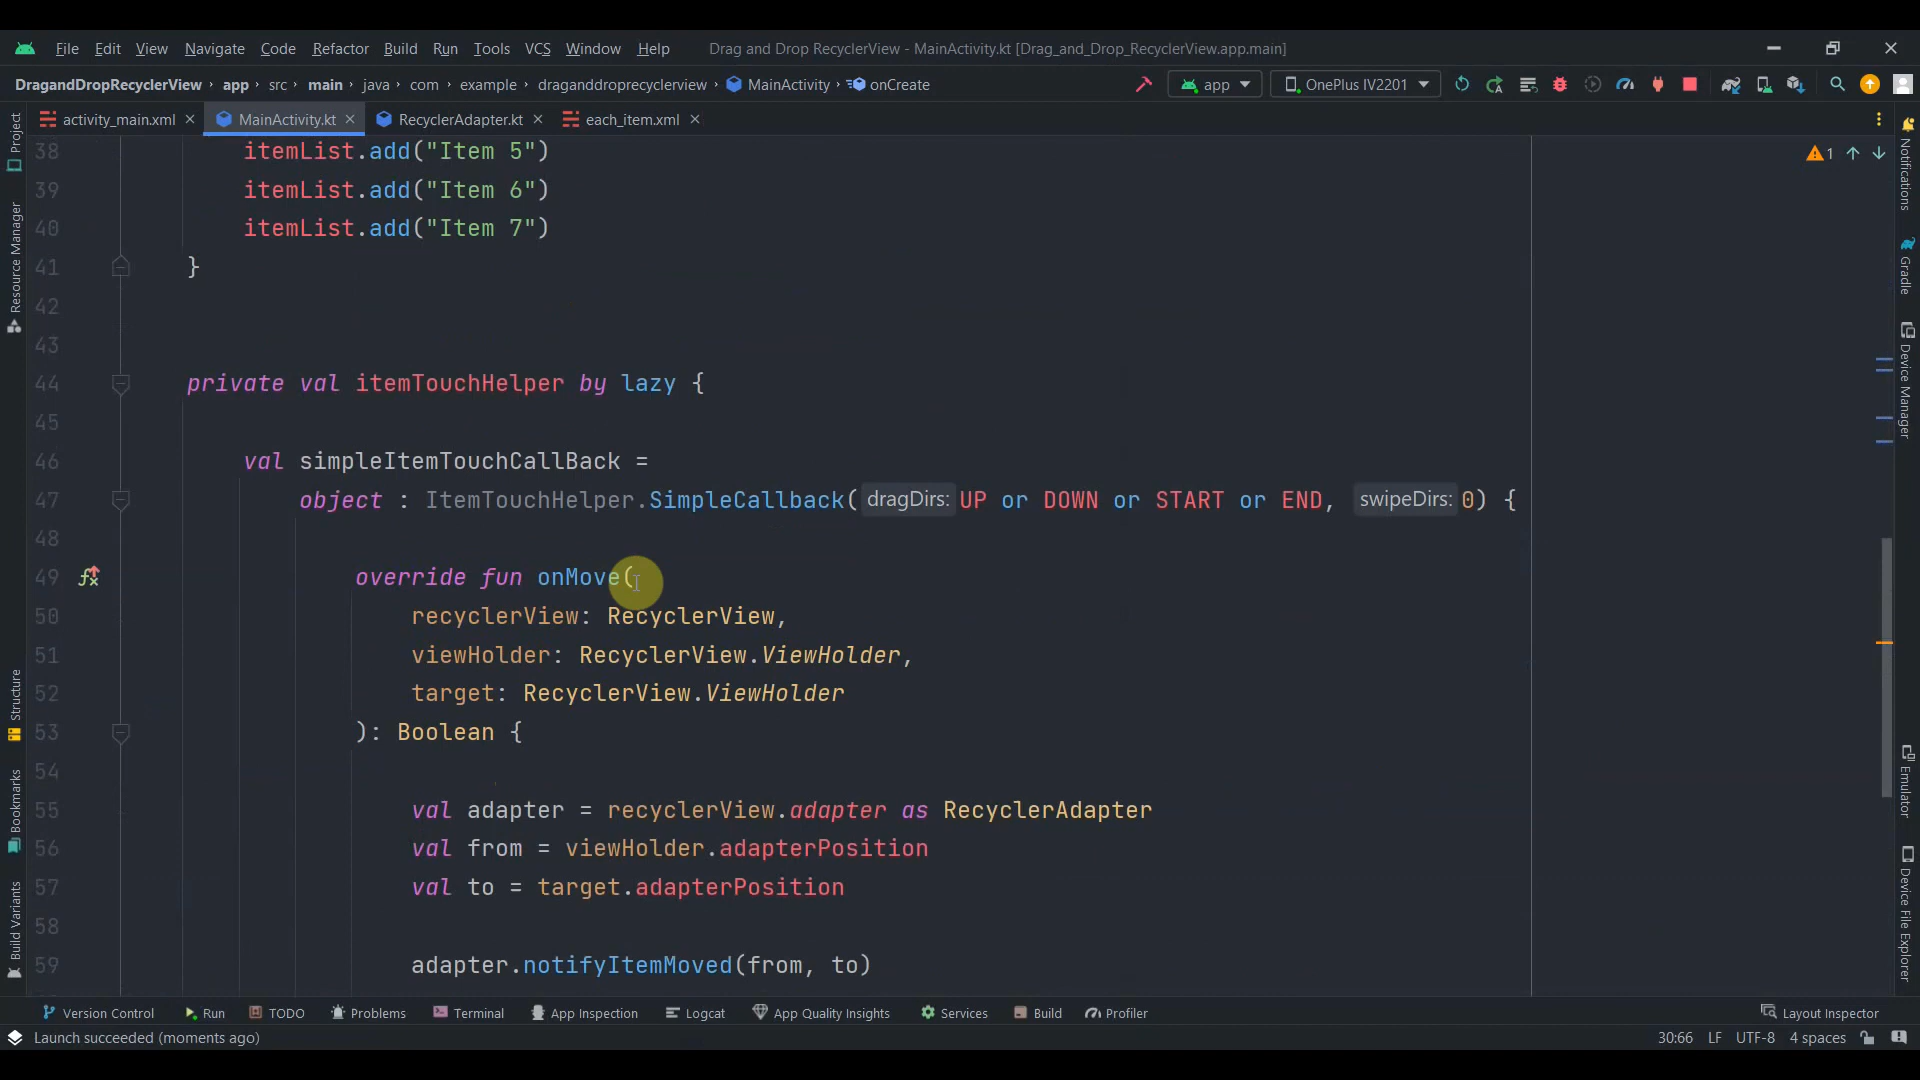 File Edit View Navigate Code Refactor Build Run Tools VCS Window Help Drag and Drop RecyclerView - MainActivity.kt [Drag_and_Drop_RecyclerView.app.main]
DragandDropRecyclerView app src main java com example draganddroprecyclerview MainActivity onCreate app OnePlus IV2201
activity_main.xml MainActivity.kt RecyclerAdapter.kt each_item.xml
Project
Resource Manager
Structure
Bookmarks
Build Variants
38 itemList.add("Item 5")
39 itemList.add("Item 6")
40 itemList.add("Item 7")
41 }
42
43
44 private val itemTouchHelper by lazy {
45
46 val simpleItemTouchCallBack =
47 object : ItemTouchHelper.SimpleCallback( dragDirs: UP or DOWN or START or END, swipeDirs: 0) {
48
49 override fun onMove(
50 recyclerView: RecyclerView,
51 viewHolder: RecyclerView.ViewHolder,
52 target: RecyclerView.ViewHolder
53 ): Boolean {
54
55 val adapter = recyclerView.adapter as RecyclerAdapter
56 val from = viewHolder.adapterPosition
57 val to = target.adapterPosition
58
59 adapter.notifyItemMoved(from, to)
1
Notifications
Gradle
Device Manager
Emulator
Device File Explorer
Version Control Run TODO Problems Terminal App Inspection Logcat App Quality Insights Services Build Profiler Layout Inspector
Launch succeeded (moments ago) 30:66 LF UTF-8 4 spaces